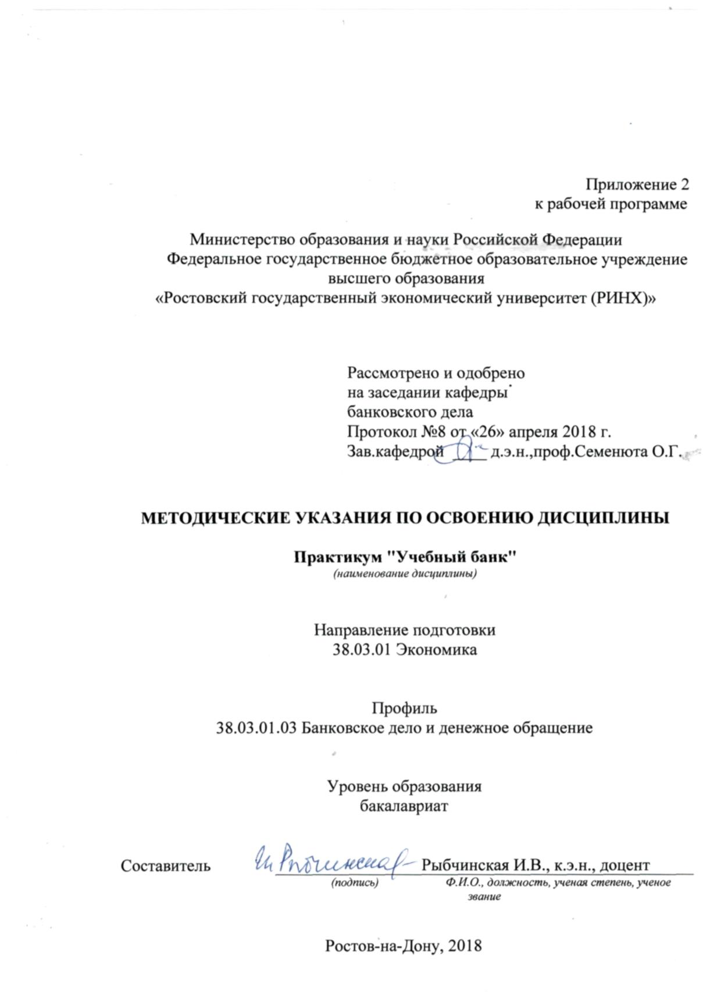 Приложение 2
к рабочей программе
Министерство образования и науки Российской Федерации
Федеральное государственное бюджетное образовательное учреждение
высшего образования
«Ростовский государственный экономический университет (РИНХ)»
Рассмотрено и одобрено
на заседании кафедры
банковского дела
Протокол №8 от «26» апреля 2018 г.
Зав.кафедрой _____ д.э.н.,проф.Семенюта О.Г.
МЕТОДИЧЕСКИЕ УКАЗАНИЯ ПО ОСВОЕНИЮ ДИСЦИПЛИНЫ
Практикум "Учебный банк"
(наименование дисциплины)
Направление подготовки
38.03.01 Экономика
Профиль
38.03.01.03 Банковское дело и денежное обращение
Уровень образования
бакалавриат
Составитель Рыбчинская И.В., к.э.н., доцент
(подпись) Ф.И.О., должность, ученая степень, ученое
звание
Ростов-на-Дону, 2018